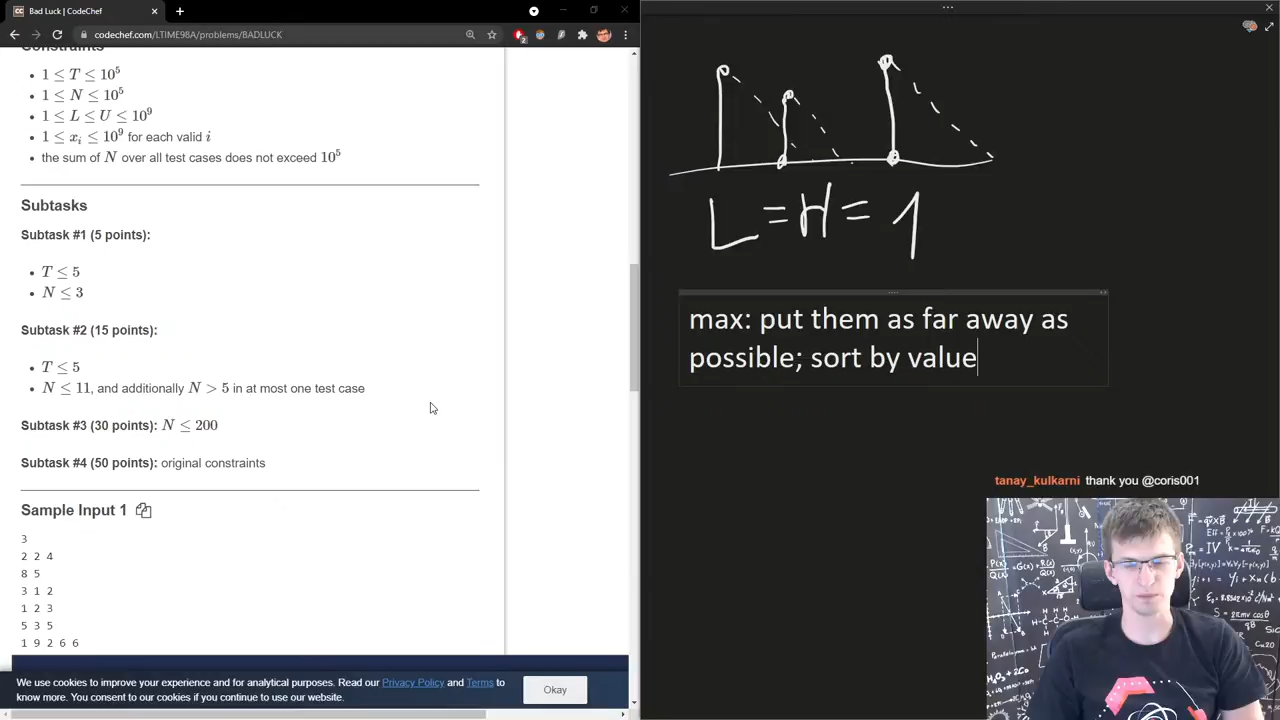 Bad Luck | CodeChef
codechef.com/LTIME98A/problems/BADLUCK
Constraints
1 ≤ T ≤ 10^5
1 ≤ N ≤ 10^5
1 ≤ L ≤ U ≤ 10^9
1 ≤ x_i ≤ 10^9 for each valid i
the sum of N over all test cases does not exceed 10^5
Subtasks
Subtask #1 (5 points):
T ≤ 5
N ≤ 3
Subtask #2 (15 points):
T ≤ 5
N ≤ 11, and additionally N > 5 in at most one test case
Subtask #3 (30 points): N ≤ 200
Subtask #4 (50 points): original constraints
Sample Input 1
3
2 2 4
8 5
3 1 2
1 2 3
5 3 5
1 9 2 6 6
We use cookies to improve your experience and for analytical purposes. Read our Privacy Policy and Terms to
know more. You consent to our cookies if you continue to use our website.
Okay
L = H = 1
max: put them as far away as
possible; sort by value
tanay_kulkarni thank you @coris001